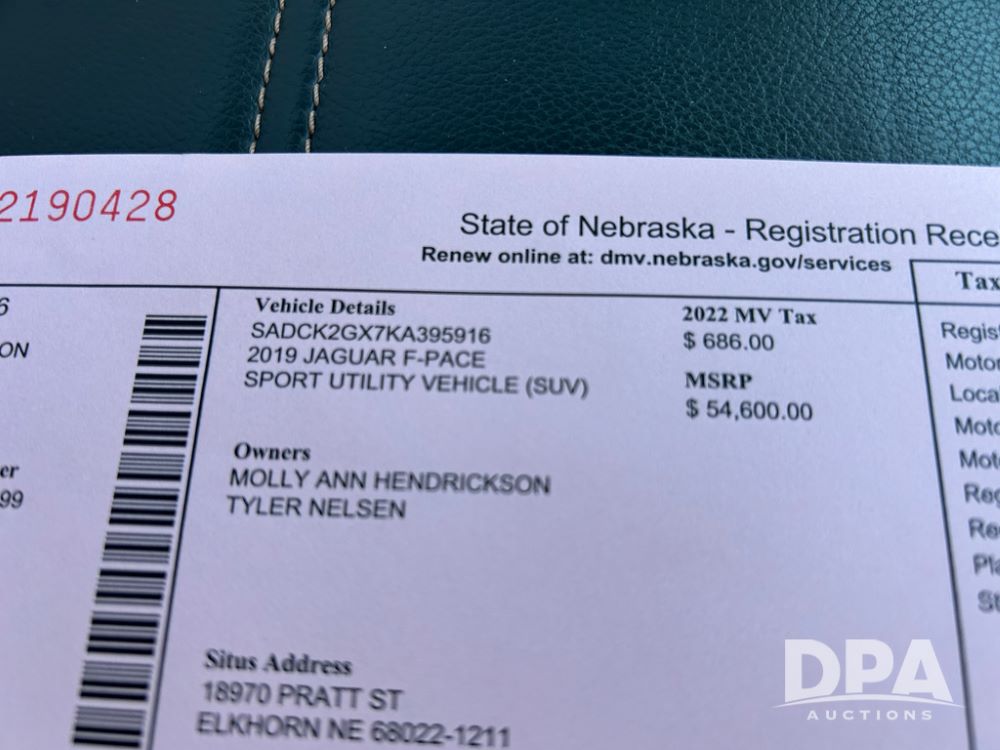 2190428
State of Nebraska - Registration Rece
Renew online at: dmv.nebraska.gov/services
Tax
6
ON
er
99
Vehicle Details
SADCK2GX7KA395916
2019 JAGUAR F-PACE
SPORT UTILITY VEHICLE (SUV)
2022 MV Tax
$ 686.00
MSRP
$ 54,600.00
Owners
MOLLY ANN HENDRICKSON
TYLER NELSEN
Situs Address
18970 PRATT ST
ELKHORN NE 68022-1211
Regis
Motor
Loca
Moto
Mot
Reg
Re
Pla
St
DPA
AUCTIONS